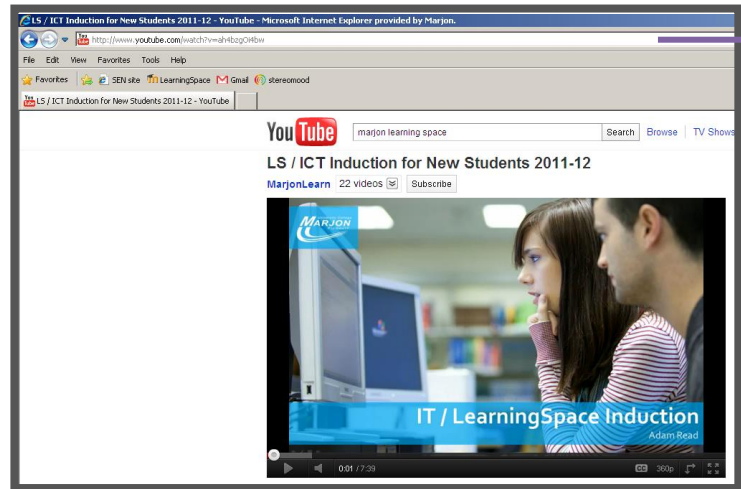 LS / ICT Induction for New Students 2011-12 - YouTube - Microsoft Internet Explorer provided by Marjon.
http://www.youtube.com/watch?v=ah4bzgOi4bw
File Edit View Favorites Tools Help
Favorites SEN site LearningSpace Gmail stereomood
LS / ICT Induction for New Students 2011-12 - YouTube
You Tube marjon learning space Search Browse TV Shows
LS / ICT Induction for New Students 2011-12
MarjonLearn 22 videos Subscribe
MARJON
IT / LearningSpace Induction
Adam Read
0:01 / 7:39 CC 360p